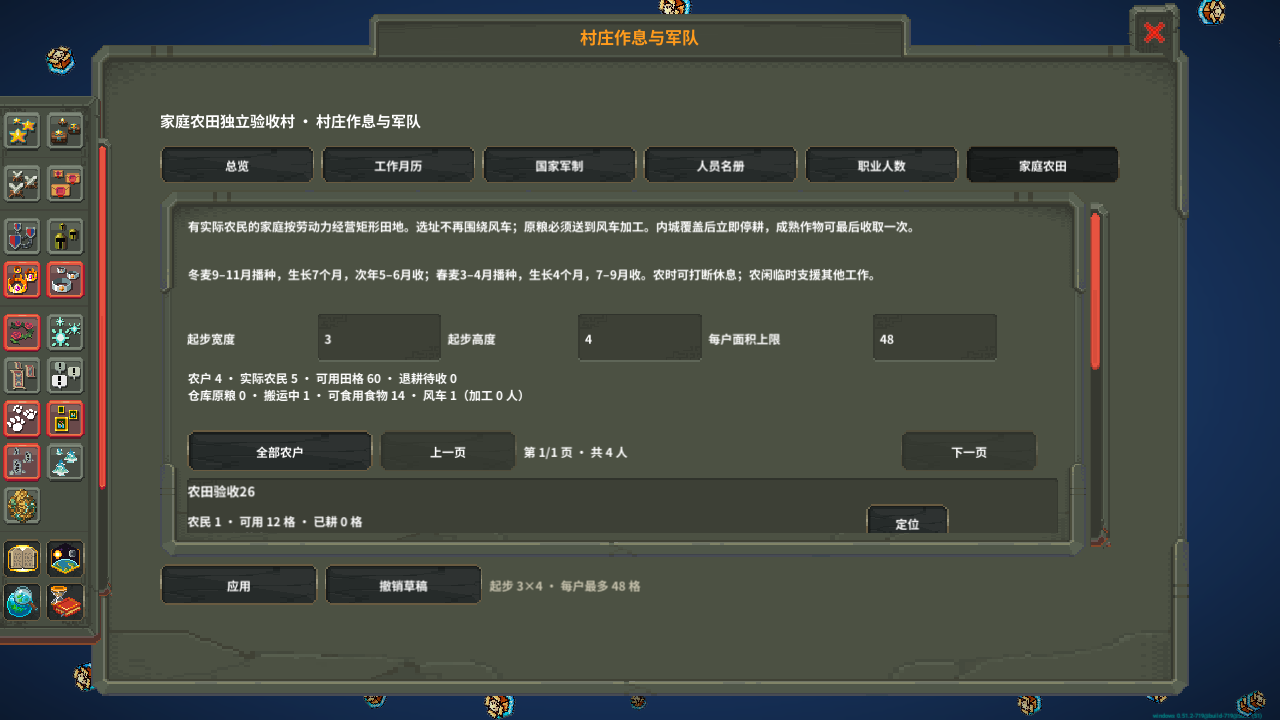 村庄作息与军队
家庭农田独立验收村 · 村庄作息与军队
总览 工作月历 国家军制 人员名册 职业人数 家庭农田
有实际农民的家庭按劳动力经营矩形田地。选址不再围绕风车；原粮必须送到风车加工。内城覆盖后立即停耕，成熟作物可最后收取一次。
冬麦9–11月播种，生长7个月，次年5–6月收；春麦3–4月播种，生长4个月，7–9月收。农时可打断休息；农闲临时支援其他工作。
起步宽度 3 起步高度 4 每户面积上限 48
农户 4 · 实际农民 5 · 可用田格 60 · 退耕待收 0
仓库原粮 0 · 搬运中 1 · 可食用食物 14 · 风车 1（加工 0 人）
全部农户 上一页 第 1/1 页 · 共 4 人 下一页
农田验收26
农民 1 · 可用 12 格 · 已耕 0 格 定位
应用 撤销草稿 起步 3×4 · 每户最多 48 格